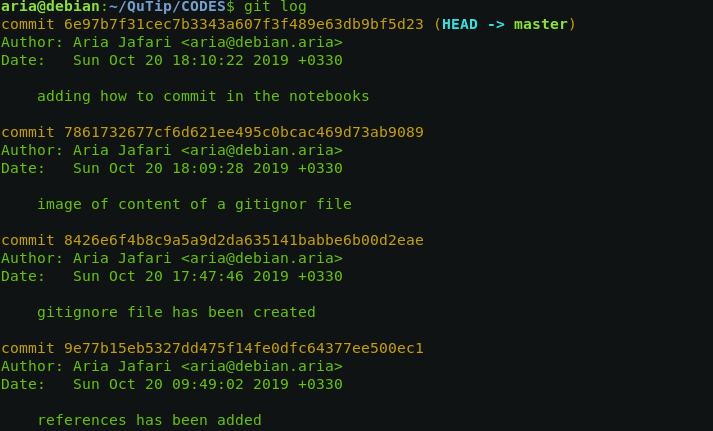 aria@debian:~/QuTip/CODES$ git log
commit 6e97b7f31cec7b3343a607f3f489e63db9bf5d23 (HEAD -> master)
Author: Aria Jafari <aria@debian.aria>
Date:   Sun Oct 20 18:10:22 2019 +0330
adding how to commit in the notebooks
commit 7861732677cf6d621ee495c0bcac469d73ab9089
Author: Aria Jafari <aria@debian.aria>
Date:   Sun Oct 20 18:09:28 2019 +0330
image of content of a gitignor file
commit 8426e6f4b8c9a5a9d2da635141babbe6b00d2eae
Author: Aria Jafari <aria@debian.aria>
Date:   Sun Oct 20 17:47:46 2019 +0330
gitignore file has been created
commit 9e77b15eb5327dd475f14fe0dfc64377ee500ec1
Author: Aria Jafari <aria@debian.aria>
Date:   Sun Oct 20 09:49:02 2019 +0330
references has been added